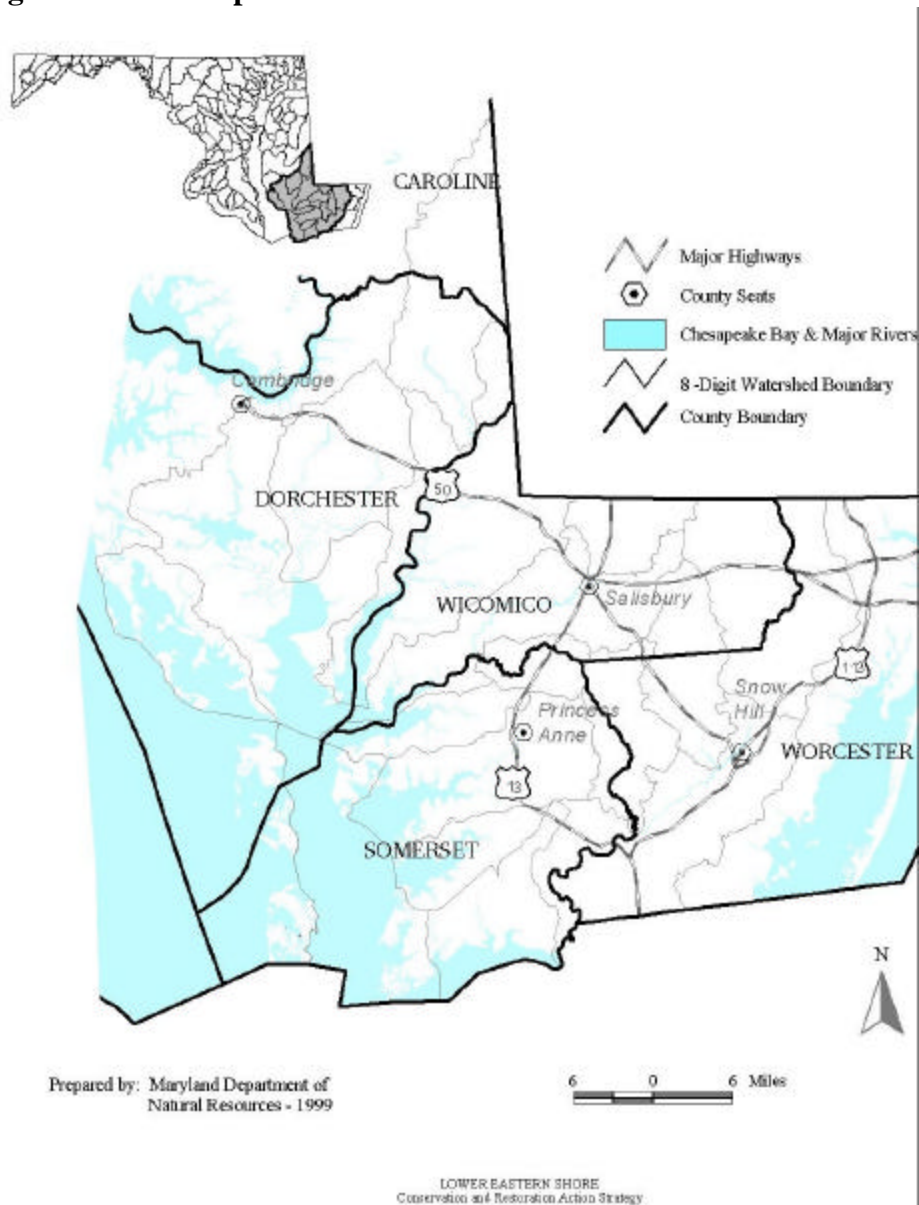 CAROLINE
Major Highways
County Seats
Chesapeake Bay & Major Rivers
8-Digit Watershed Boundary
County Boundary
Cambridge
DORCHESTER
50
WICOMICO
Salisbury
113
Snow
Hill
Princess
Anne
WORCESTER
13
SOMERSET
N
Prepared by: Maryland Department of
Natural Resources - 1999
6 0 6 Miles
LOWER EASTERN SHORE
Conservation and Restoration Action Strategy